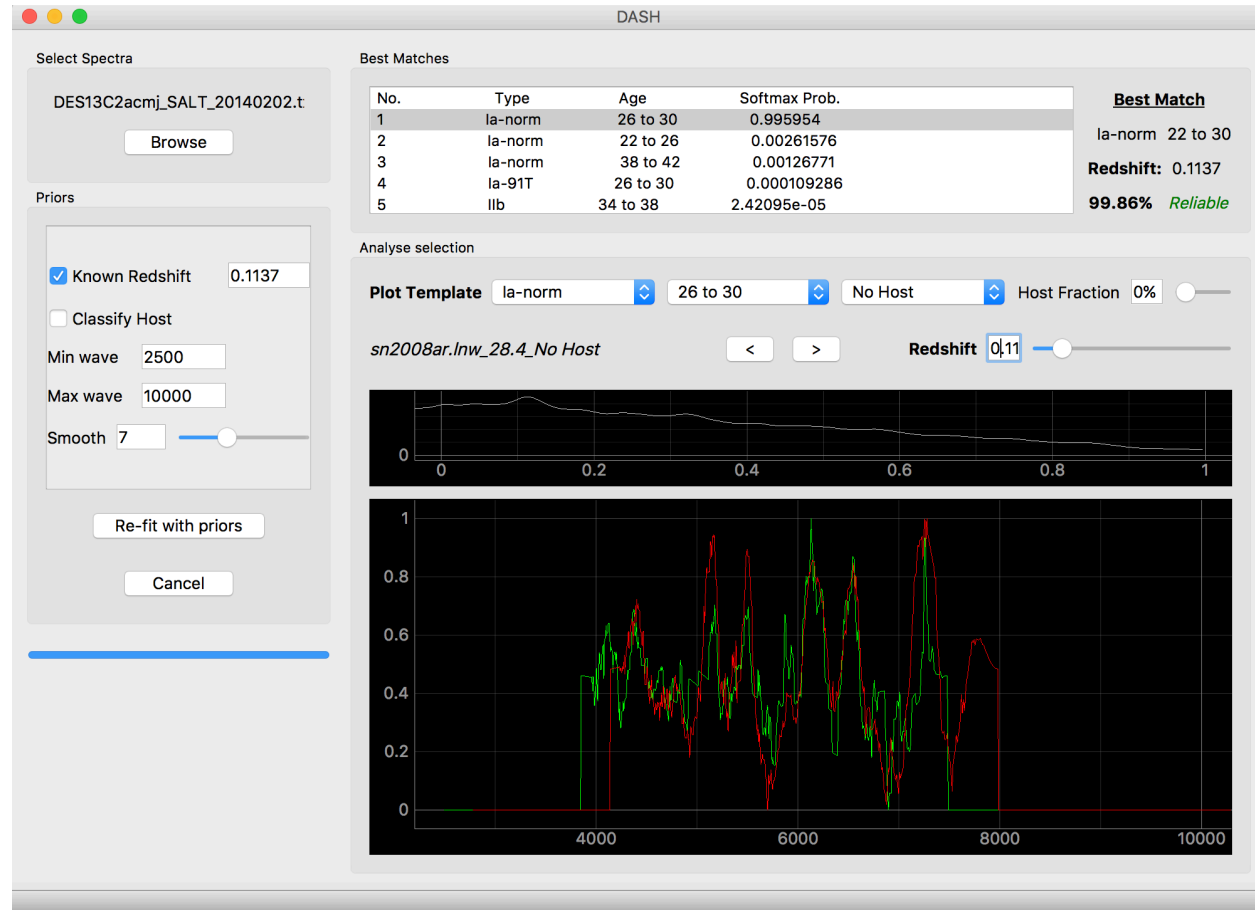 DASH
Select Spectra
DES13C2acmj_SALT_20140202.t
Browse
Priors
Known Redshift 0.1137
Classify Host
Min wave 2500
Max wave 10000
Smooth 7
Re-fit with priors
Cancel
Best Matches
No. Type Age Softmax Prob.
1 Ia-norm 26 to 30 0.995954
2 Ia-norm 22 to 26 0.00261576
3 Ia-norm 38 to 42 0.00126771
4 Ia-91T 26 to 30 0.000109286
5 IIb 34 to 38 2.42095e-05
Best Match
Ia-norm 22 to 30
Redshift: 0.1137
99.86% Reliable
Analyse selection
Plot Template Ia-norm 26 to 30 No Host Host Fraction 0%
sn2008ar.lnw_28.4_No Host < > Redshift 0.11
0
0 0.2 0.4 0.6 0.8 1
1
0.8
0.6
0.4
0.2
0
4000 6000 8000 10000